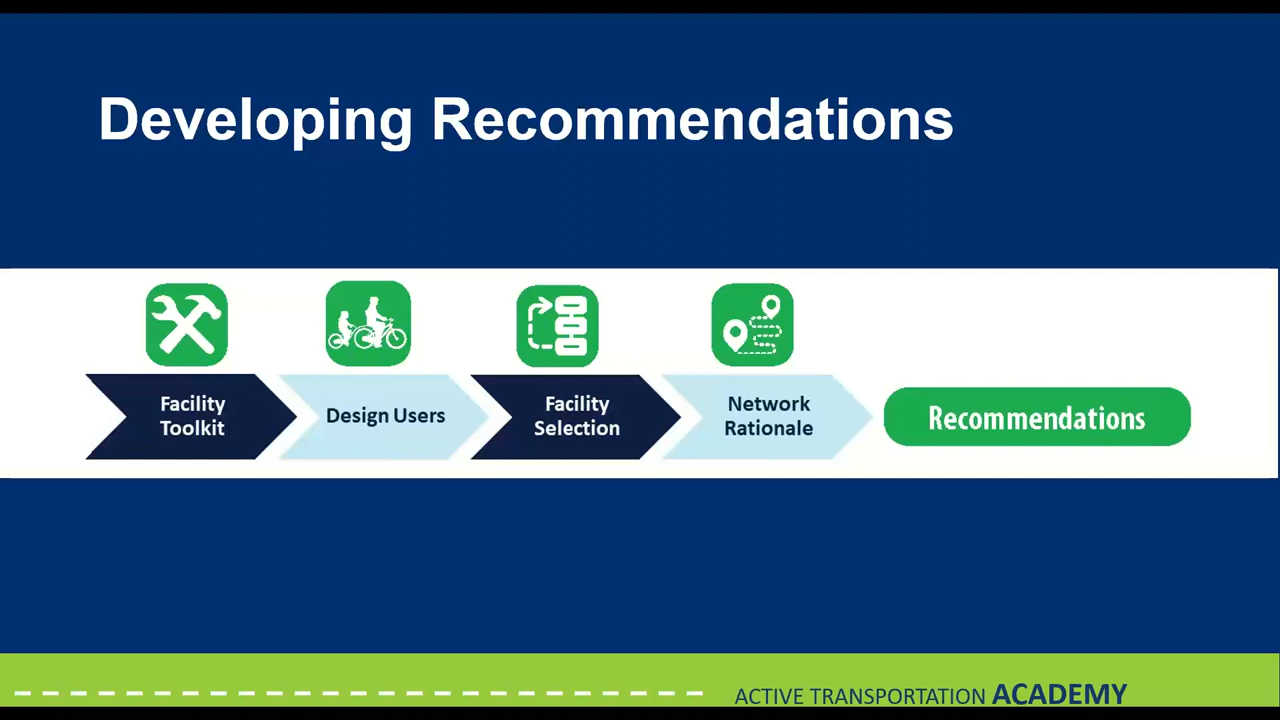 Developing Recommendations
Facility
Toolkit
Design Users
Facility
Selection
Network
Rationale
Recommendations
ACTIVE TRANSPORTATION ACADEMY